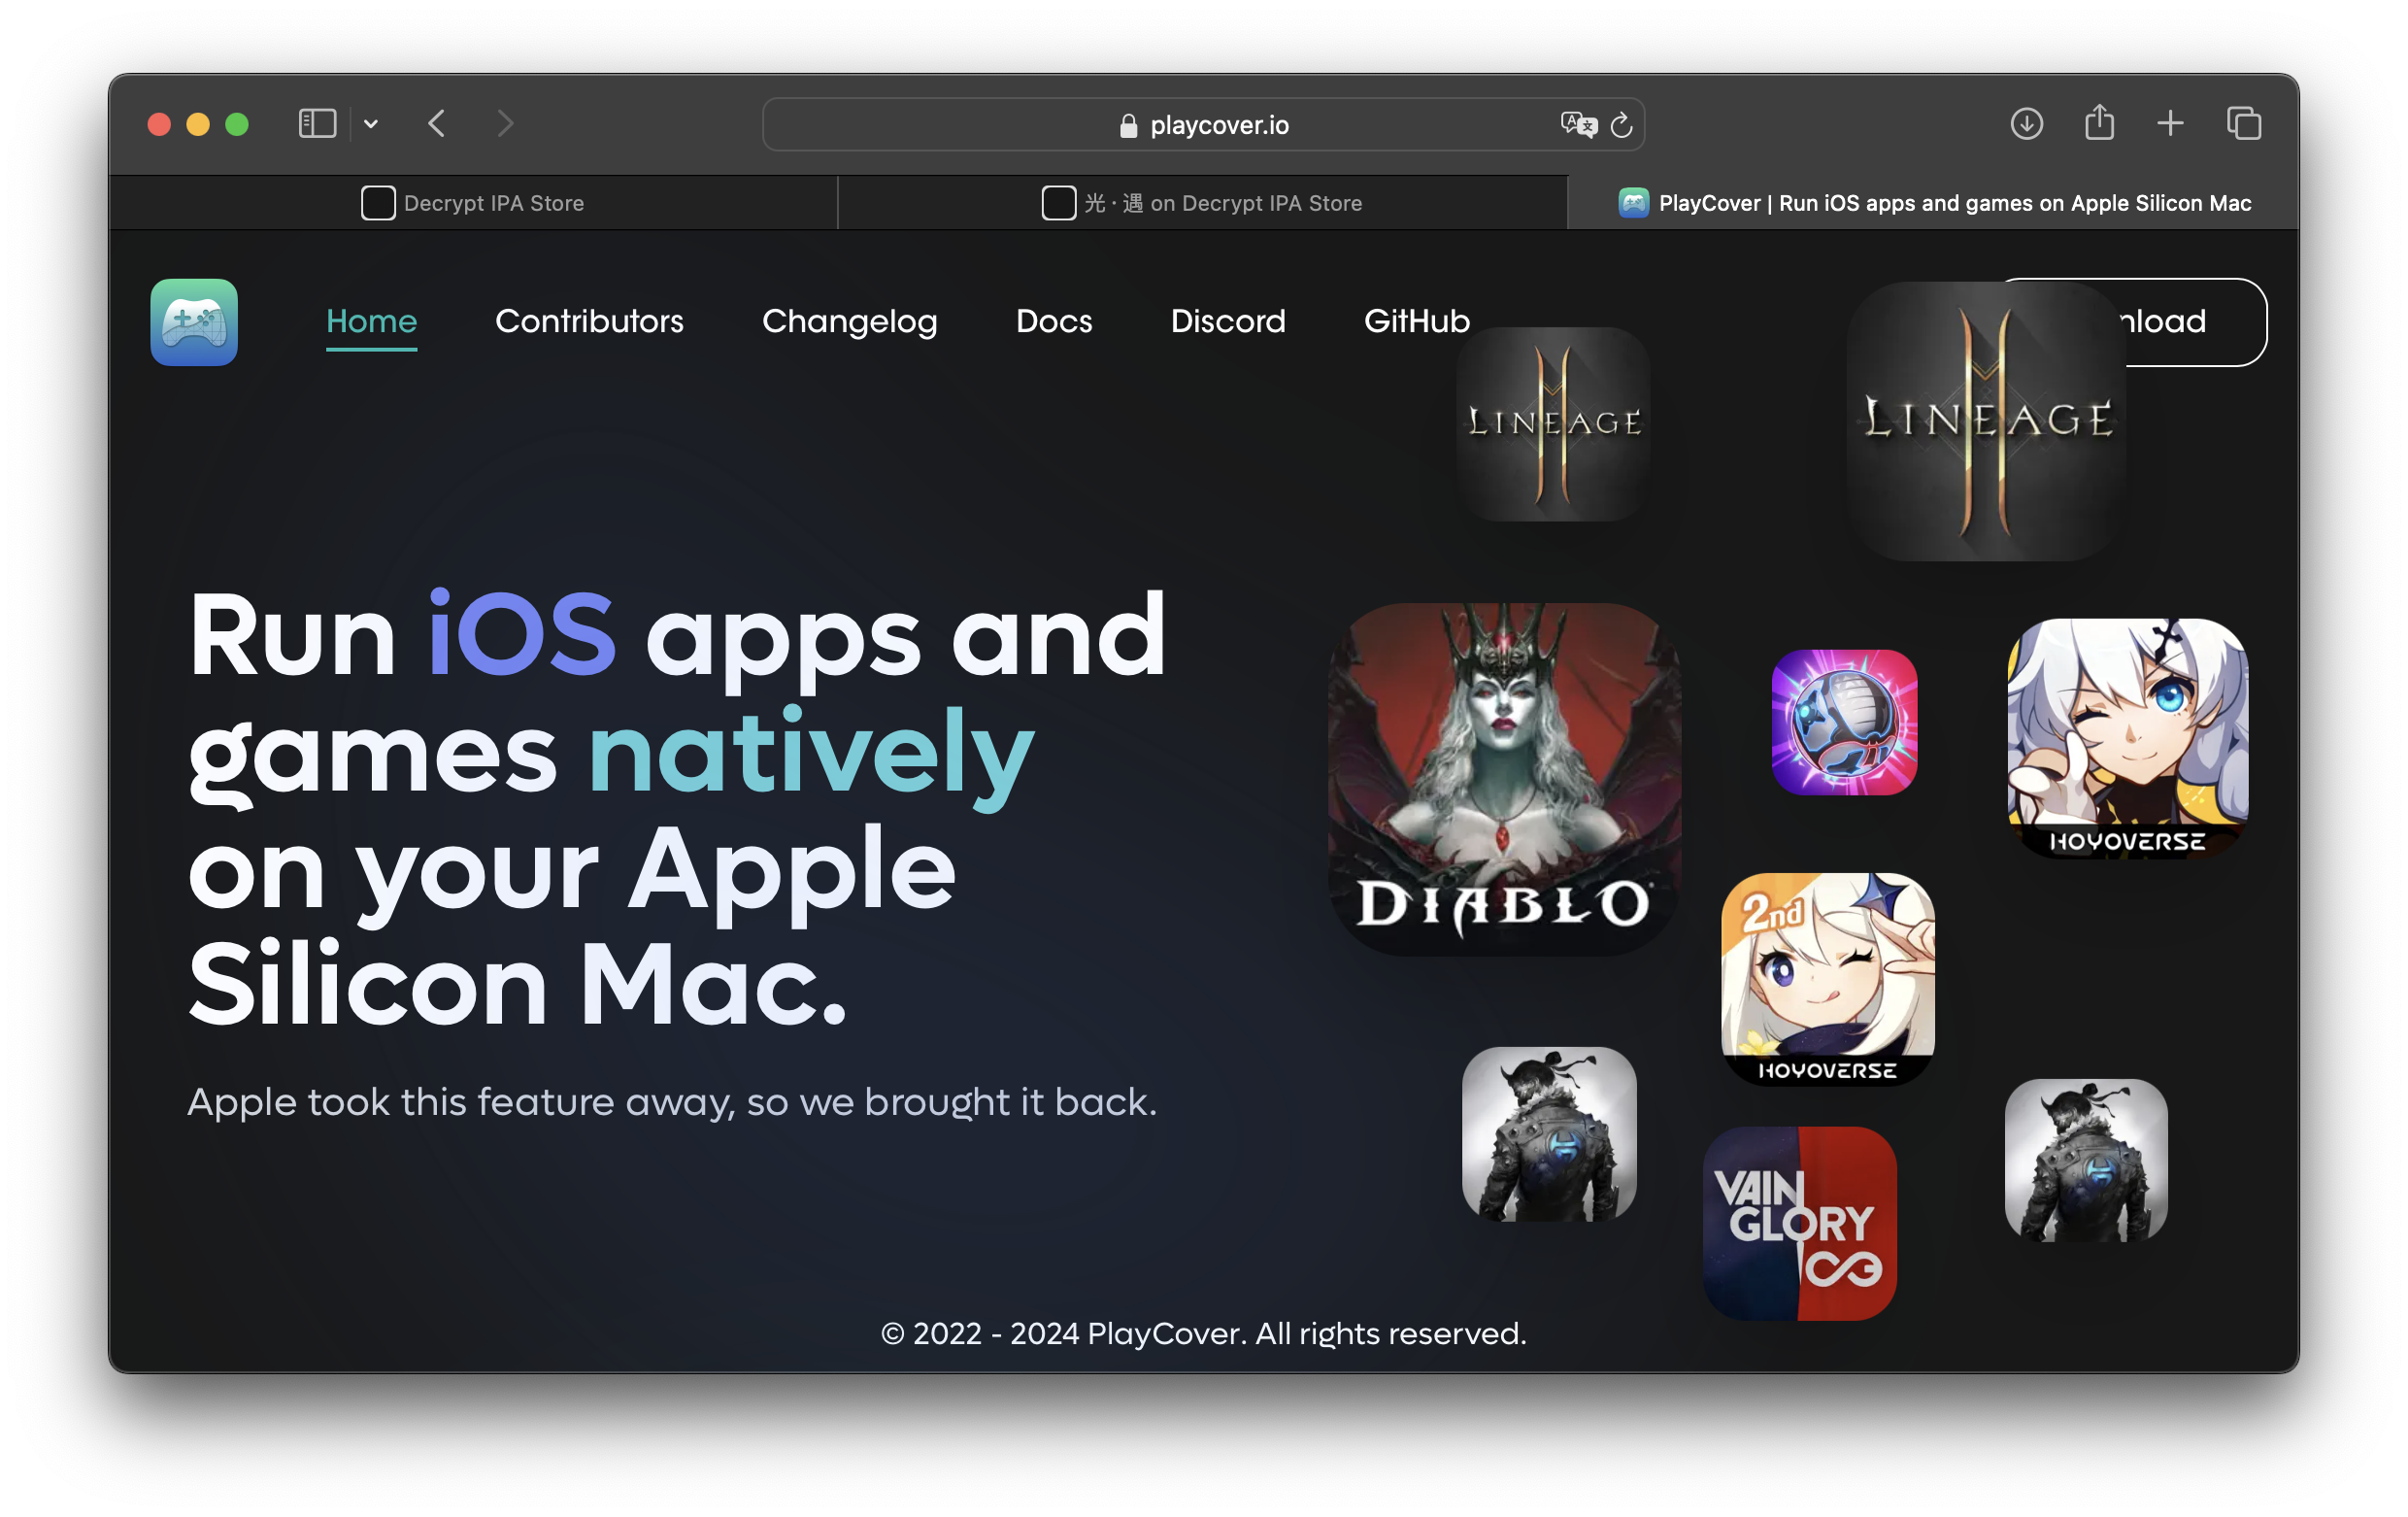 playcover.io
Decrypt IPA Store
光·遇 on Decrypt IPA Store
PlayCover | Run iOS apps and games on Apple Silicon Mac
Home
Contributors
Changelog
Docs
Discord
GitHub
nload
LINEAGE
LINEAGE
Run iOS apps and
games natively
on your Apple
Silicon Mac.
Apple took this feature away, so we brought it back.
DIABLO
HOYOVERSE
2nd
HOYOVERSE
VAIN
GLORY
© 2022 - 2024 PlayCover. All rights reserved.